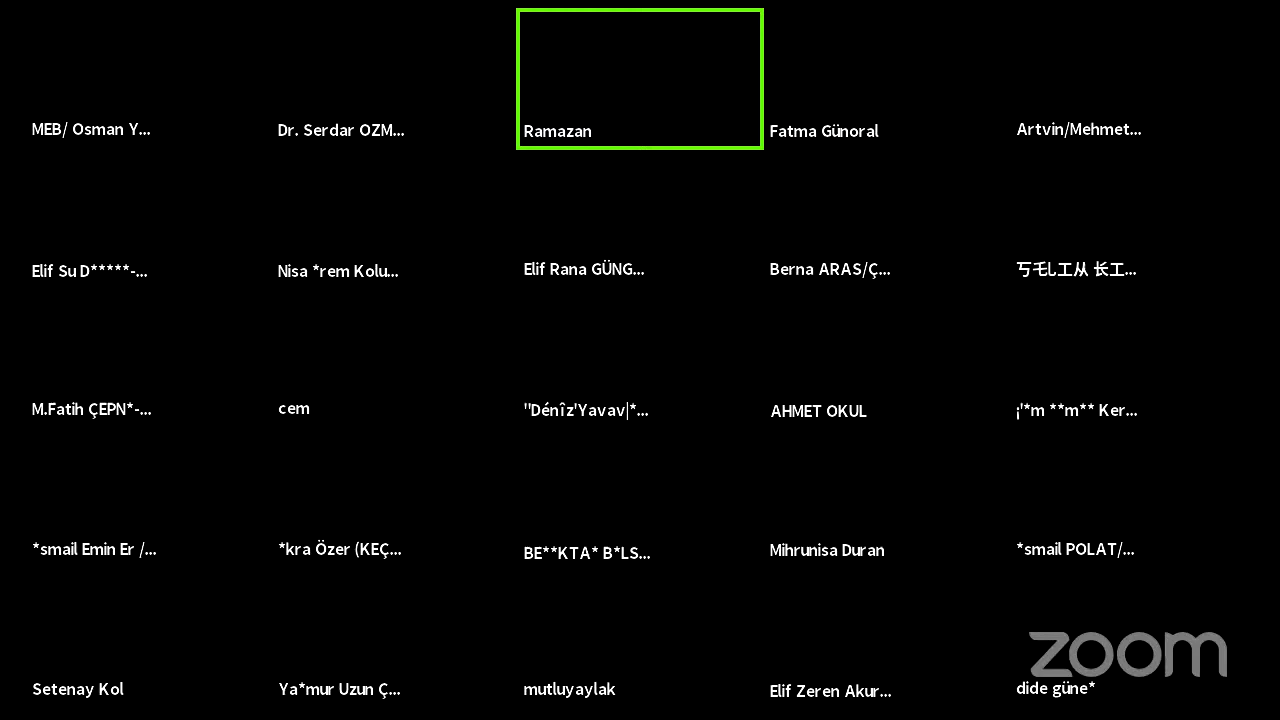 MEB/ Osman Y...
Dr. Serdar OZM...
Ramazan
Fatma Günoral
Artvin/Mehmet...
Elif Su D*****-...
Nisa *rem Kolu...
Elif Rana GÜNG...
Berna ARAS/Ç...
丂乇乚工从 长工...
M.Fatih ÇEPN*-...
cem
"Dénîz'Yavav|*...
AHMET OKUL
¡'*m **m** Ker...
*smail Emin Er /...
*kra Özer (KEÇ...
BE**KTA* B*LS...
Mihrunisa Duran
*smail POLAT/...
zoom
Setenay Kol
Ya*mur Uzun Ç...
mutluyaylak
Elif Zeren Akur...
dide güne*